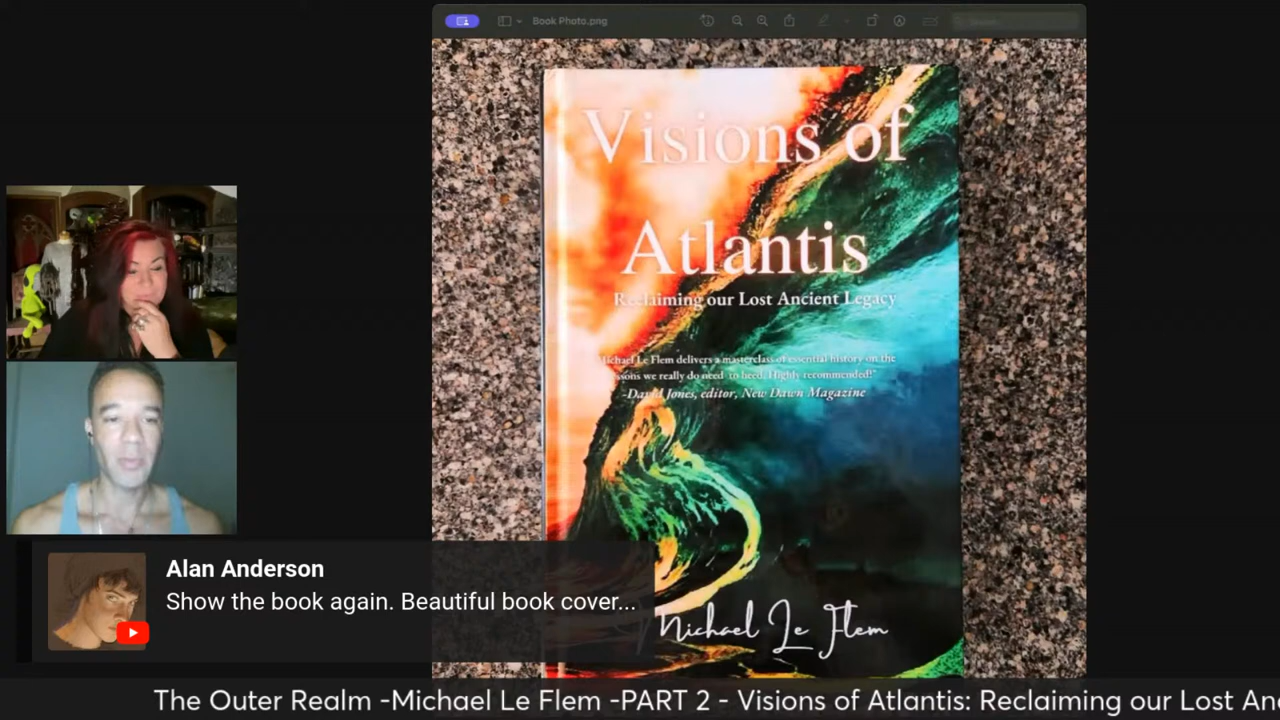 Book Photo.png
Search
Visions of
Atlantis
Reclaiming our Lost Ancient Legacy
Michael Le Flem delivers a masterclass of essential history on the
we really do need to heed. Highly recommended!"
-David Jones, editor, New Dawn Magazine
Michael Le Flem
Alan Anderson
Show the book again. Beautiful book cover...
The Outer Realm -Michael Le Flem -PART 2 - Visions of Atlantis: Reclaiming our Lost An